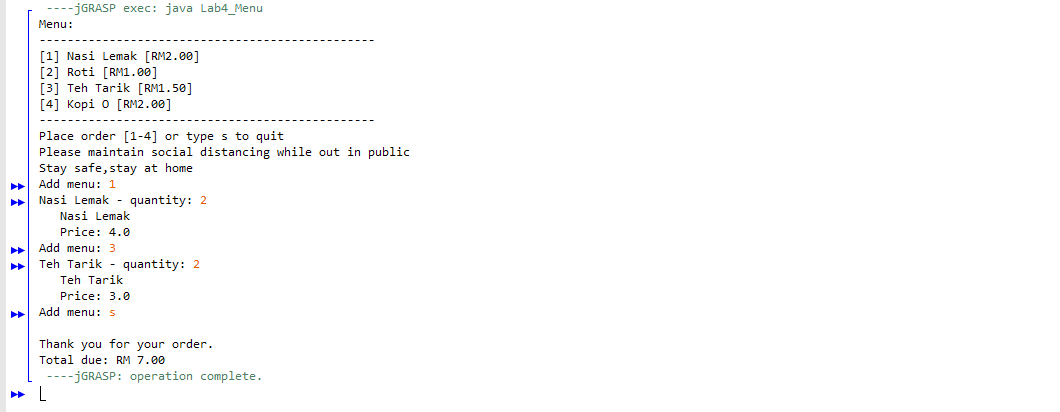 ----jGRASP exec: java Lab4_Menu
Menu:
------------------------------------------------
[1] Nasi Lemak [RM2.00]
[2] Roti [RM1.00]
[3] Teh Tarik [RM1.50]
[4] Kopi O [RM2.00]
------------------------------------------------
Place order [1-4] or type s to quit
Please maintain social distancing while out in public
Stay safe,stay at home
Add menu: 1
Nasi Lemak - quantity: 2
Nasi Lemak
Price: 4.0
Add menu: 3
Teh Tarik - quantity: 2
Teh Tarik
Price: 3.0
Add menu: s
Thank you for your order.
Total due: RM 7.00
----jGRASP: operation complete.